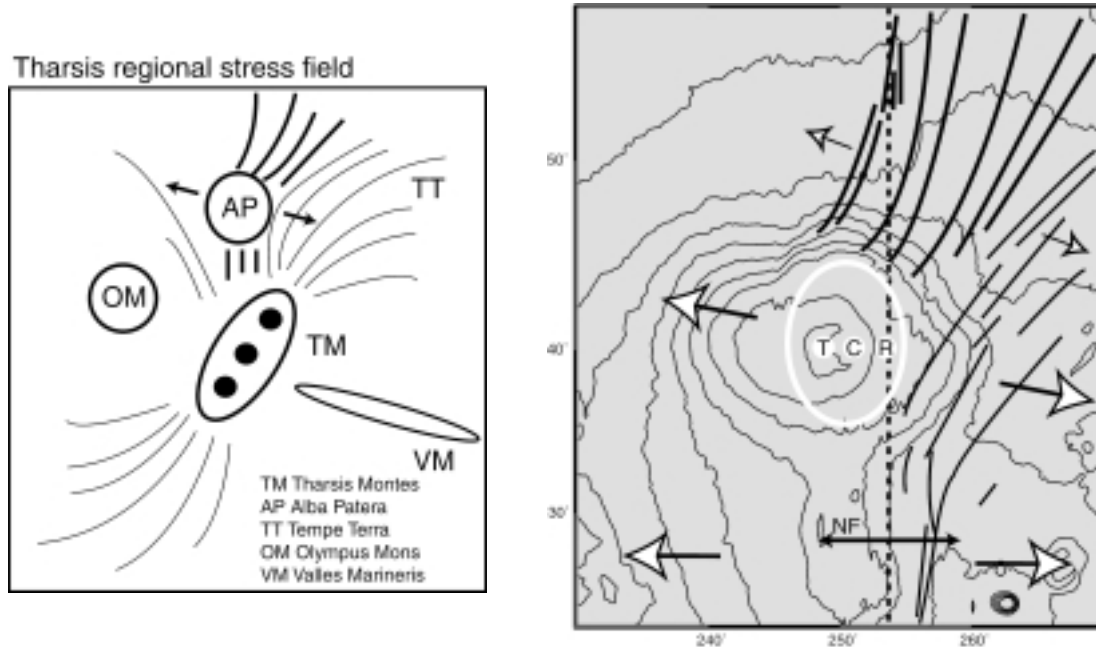 Tharsis regional stress field
AP
TT
OM
TM
VM
TM Tharsis Montes
AP Alba Patera
TT Tempe Terra
OM Olympus Mons
VM Valles Marineris
50˚
40˚
30˚
T C R
NF
240˚ 250˚ 260˚